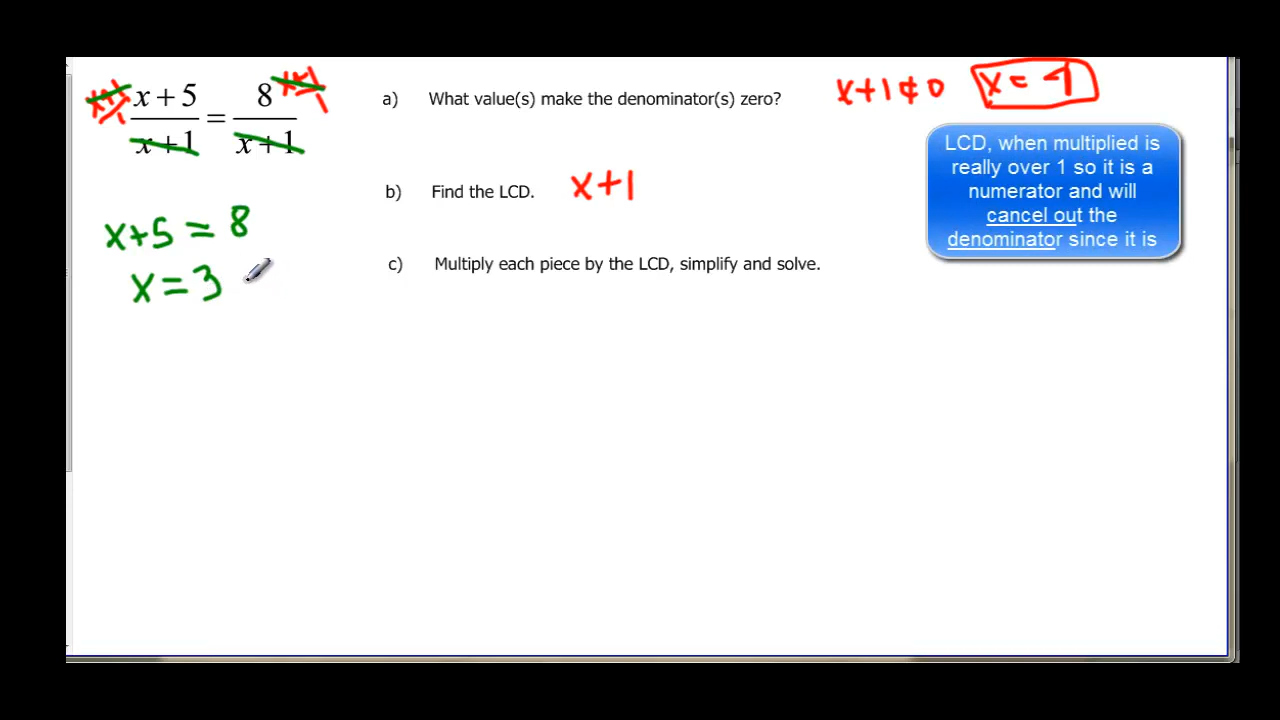 x+1/1 x + 5 / x + 1 = 8 / x + 1 x+1/1
a) What value(s) make the denominator(s) zero? x+1 ≠ 0 x = -1
LCD, when multiplied is
really over 1 so it is a
numerator and will
cancel out the
denominator since it is
b) Find the LCD. x+1
x+5 = 8
c) Multiply each piece by the LCD, simplify and solve.
x = 3